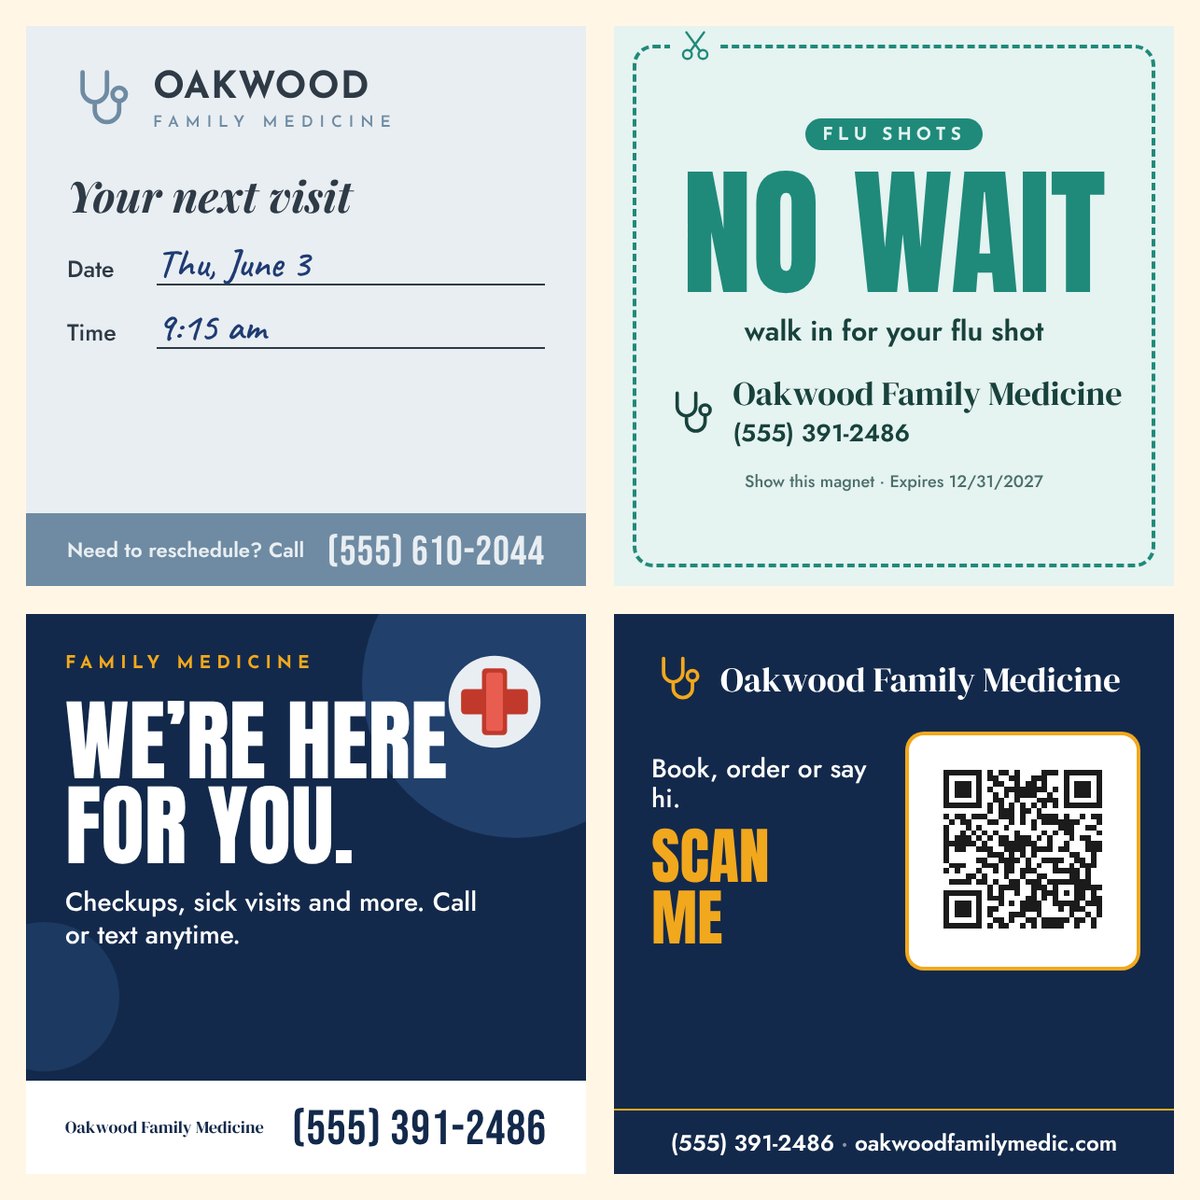 OAKWOOD
FAMILY MEDICINE
Your next visit
Date Thu, June 3
Time 9:15 am
Need to reschedule? Call (555) 610-2044
FLU SHOTS
NO WAIT
walk in for your flu shot
Oakwood Family Medicine
(555) 391-2486
Show this magnet · Expires 12/31/2027
FAMILY MEDICINE
WE’RE HERE
FOR YOU.
Checkups, sick visits and more. Call
or text anytime.
Oakwood Family Medicine (555) 391-2486
Oakwood Family Medicine
Book, order or say
hi.
SCAN
ME
(555) 391-2486 · oakwoodfamilymedic.com